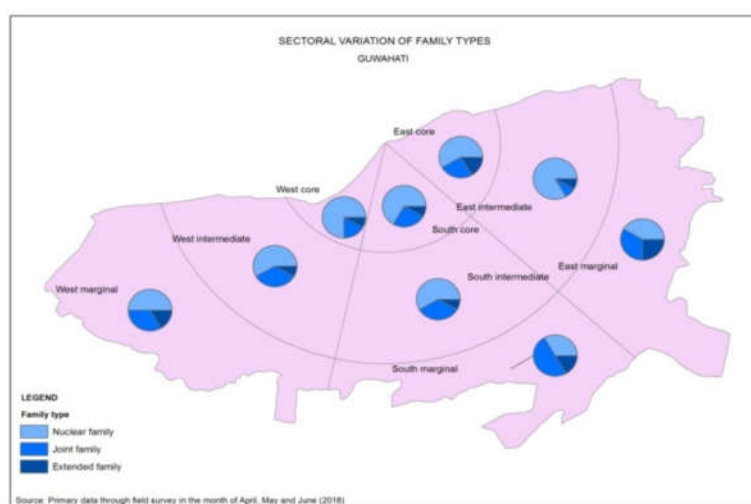 SECTORAL VARIATION OF FAMILY TYPES
GUWAHATI
East core
West core
East intermediate
West intermediate
South core
South intermediate
East marginal
West marginal
South marginal
LEGEND
Family type
Nuclear family
Joint family
Extended family
Source: Primary data through field survey in the month of April, May and June (2018)